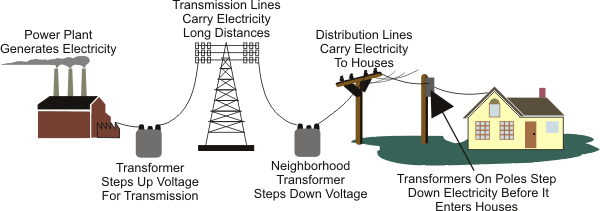 Power Plant
Generates Electricity
Transmission Lines
Carry Electricity
Long Distances
Distribution Lines
Carry Electricity
To Houses
Transformer
Steps Up Voltage
For Transmission
Neighborhood
Transformer
Steps Down Voltage
Transformers On Poles Step
Down Electricity Before It
Enters Houses